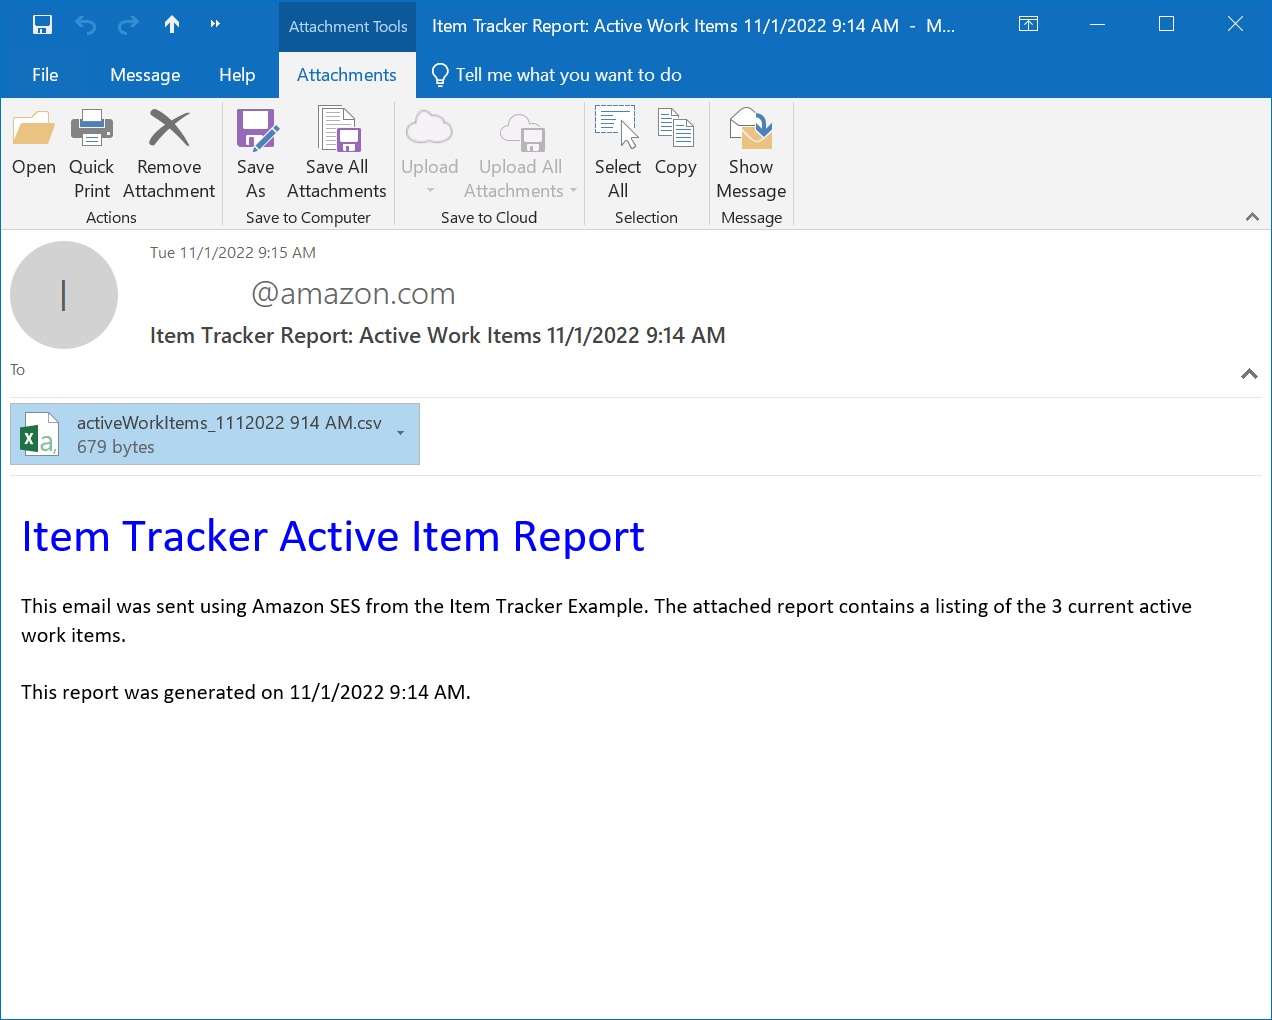 Attachment Tools
Item Tracker Report: Active Work Items 11/1/2022 9:14 AM - M...
File Message Help Attachments Tell me what you want to do
Open Quick Remove Save Save All Upload Upload All Select Copy Show
Print Attachment As Attachments Attachments All Message
Actions Save to Computer Save to Cloud Selection Message
Tue 11/1/2022 9:15 AM
I
@amazon.com
Item Tracker Report: Active Work Items 11/1/2022 9:14 AM
To
activeWorkItems_1112022 914 AM.csv
679 bytes
Item Tracker Active Item Report
This email was sent using Amazon SES from the Item Tracker Example. The attached report contains a listing of the 3 current active
work items.
This report was generated on 11/1/2022 9:14 AM.